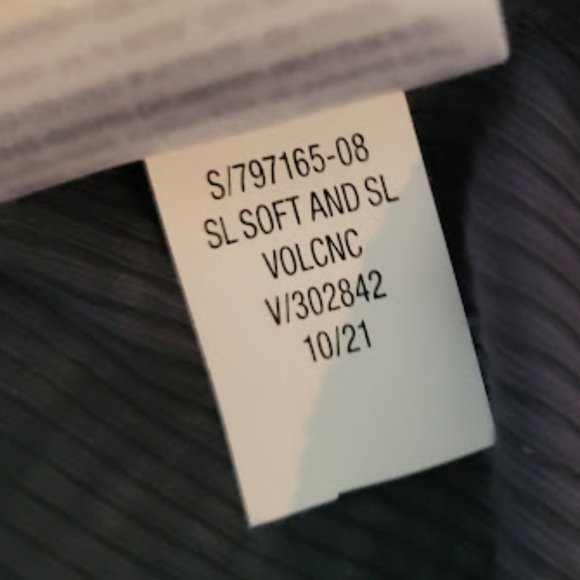 S/797165-08
SL SOFT AND SL
VOLCNC
V/302842
10/21